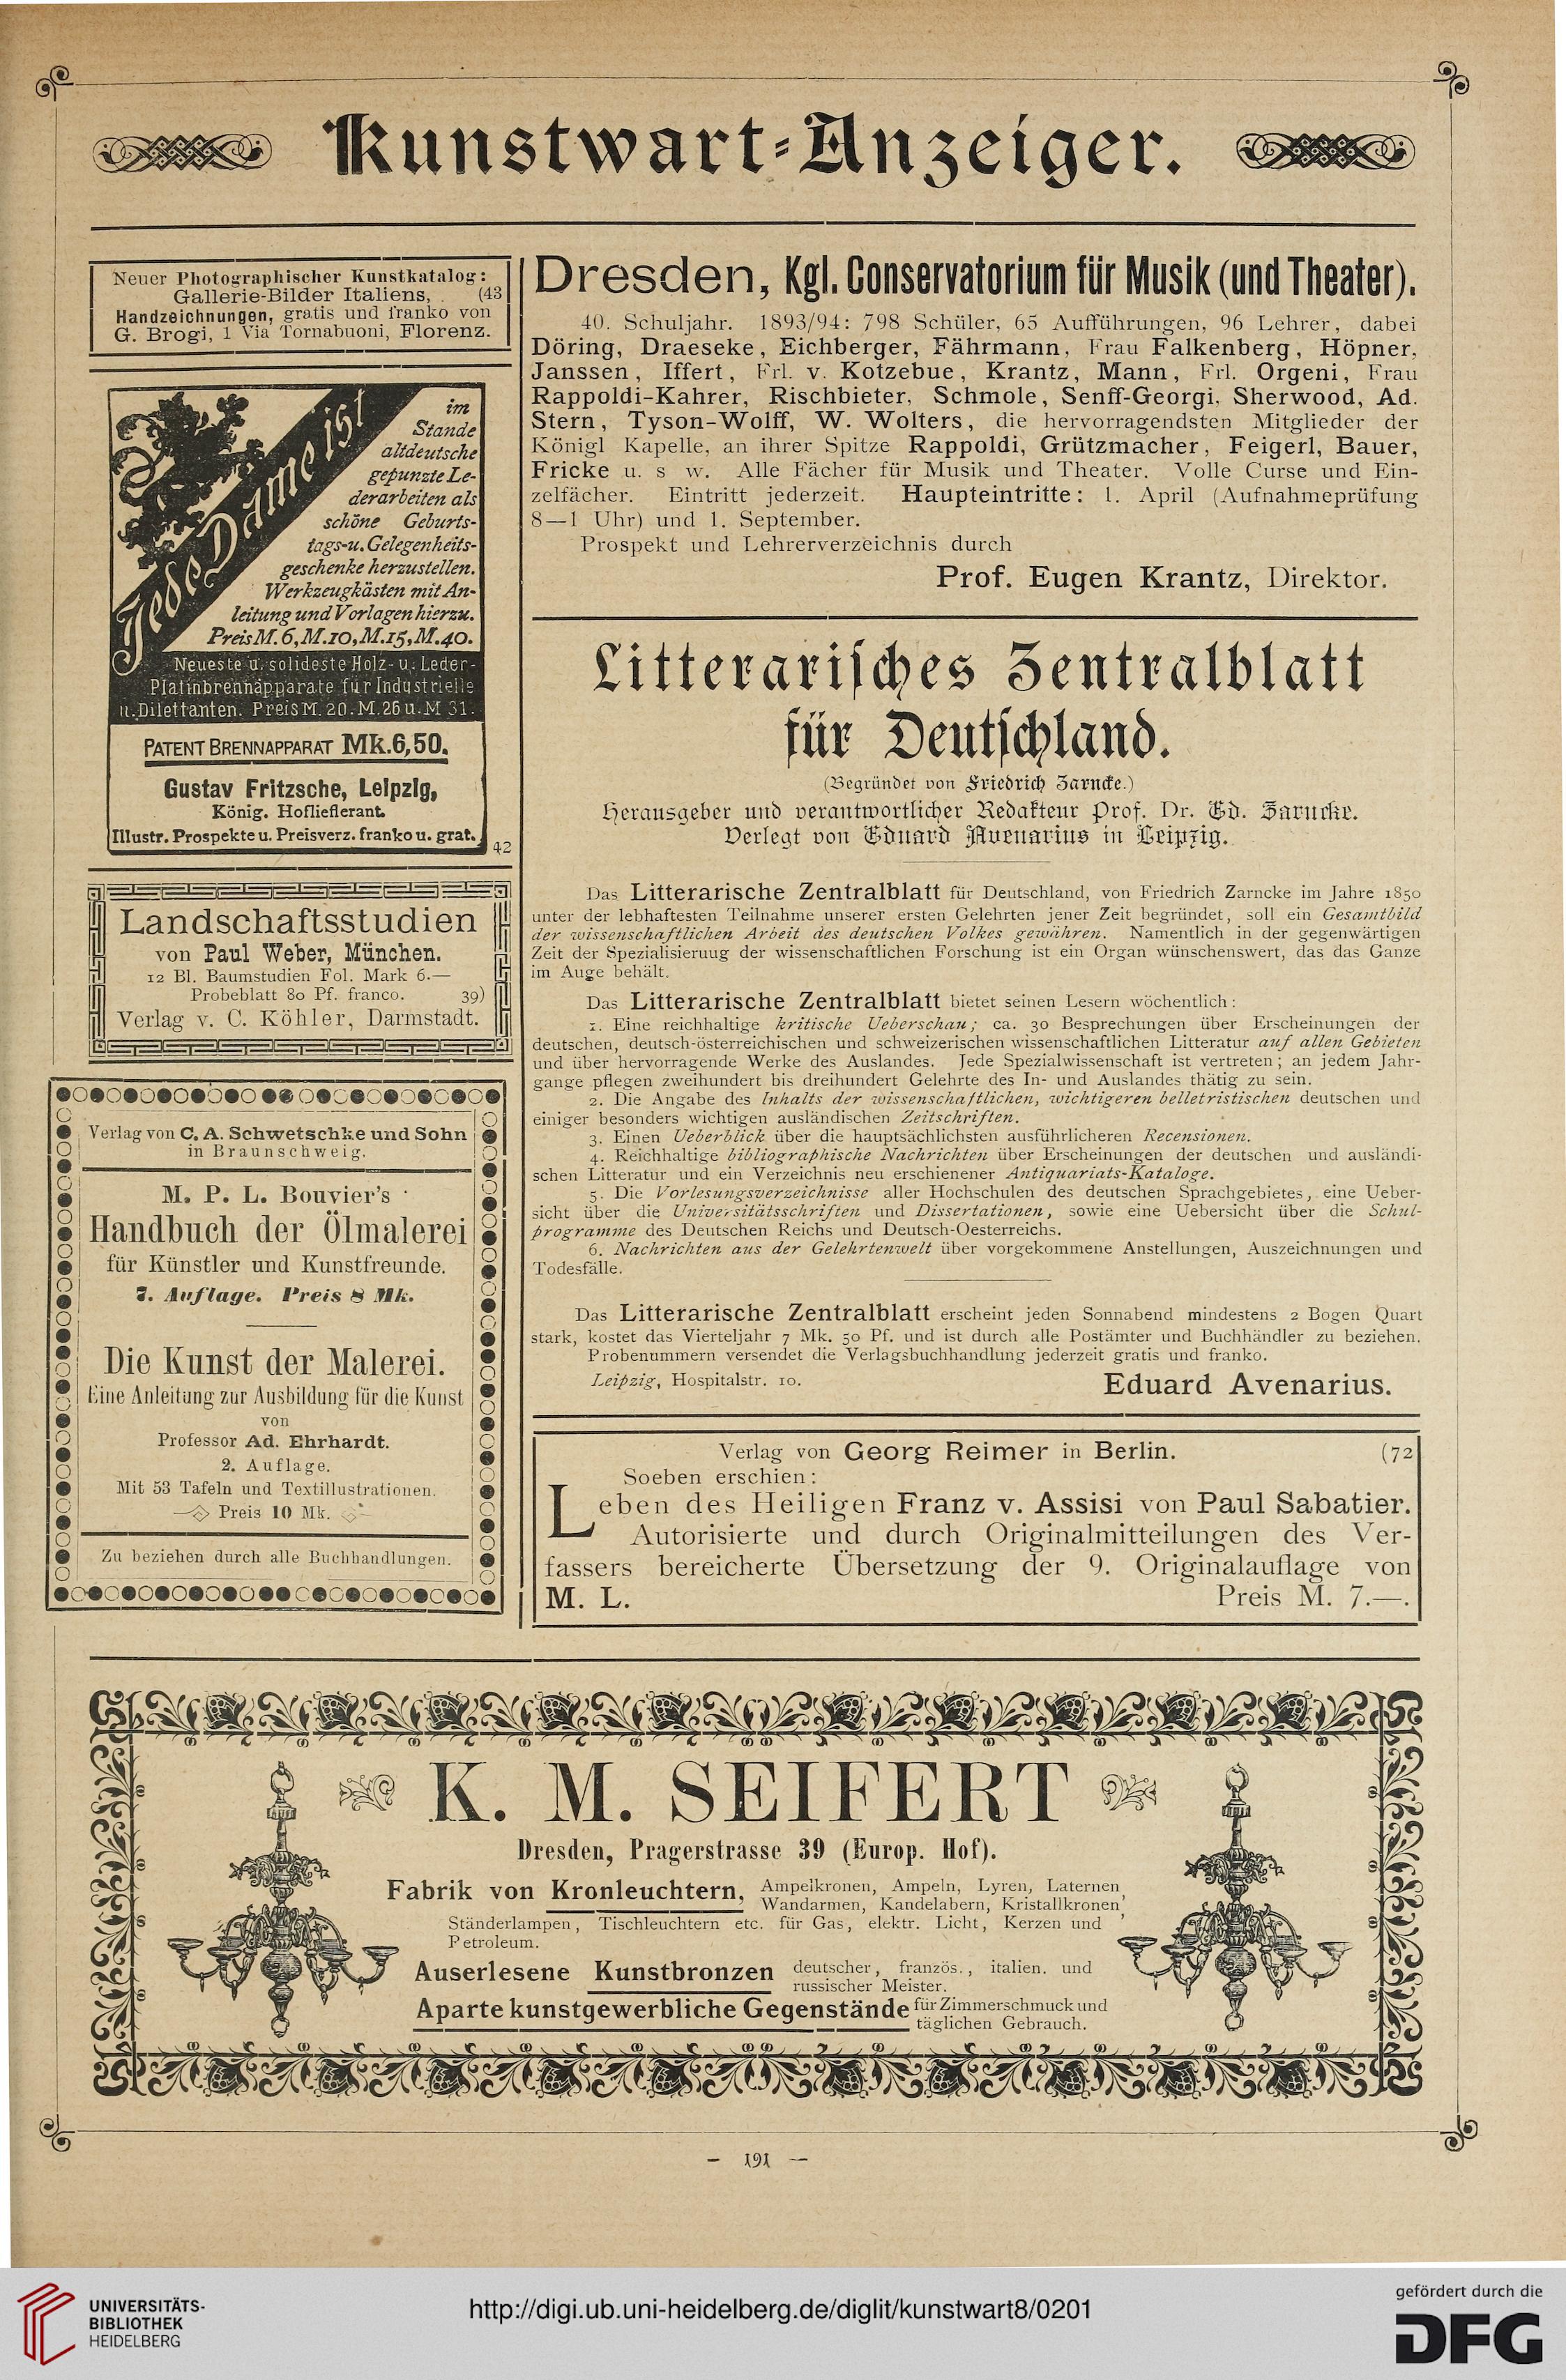 Kunstwart-Anzeiger.
Neuer Photographischer Kunstkatalog:
Gallerie-Bilder Italiens, (43
Handzeichnungen, gratis und franko von
G. Brogi, 1 Via Tornabuoni, Florenz.
Jede Dame ist
im
Stande
altdeutsche
gepunzte Le-
derarbeiten als
schöne Geburts-
tags-u. Gelegenheits-
geschenke herzustellen.
Werkzeugkästen mit An-
leitung und Vorlagen hierzu.
Preis M. 6, M. 10, M. 15, M. 40.
Neueste u. solideste Holz- u. Leder-
Platinbrennapparate für Industrielle
u. Dilettanten. Preis M. 20. M. 26 u. M 31.
PATENT BRENNAPPARAT MK. 6,50.
Gustav Fritzsche, Leipzig,
König. Hofliefferant.
Illustr. Prospekte u. Preisverz. franko u. grat.
42
Landschaftsstudien
von Paul Weber, München.
12 Bl. Baumstudien Fol. Mark 6.—
Probeblatt 80 Pf. franco. 39)
Verlag v. C. Köhler, Darmstadt.
Verlag von C. A. Schwetschke und Sohn
in Braunschweig.
M. P. L. Bouvier's
Handbuch der Ölmalerei
für Künstler und Kunstfreunde.
7. Auflage. Preis 8 Mk.
Die Kunst der Malerei.
Eine Anleitung zur Ausbildung für die Kunst
von
Professor Ad. Ehrhardt.
2. Auflage.
Mit 53 Tafeln und Textillustrationen.
Preis 10 Mk.
Zu beziehen durch alle Buchhandlungen.
Dresden, Kgl. Conservatorium für Musik (und Theater).
40. Schuljahr. 1893/94: 798 Schüler, 65 Aufführungen, 96 Lehrer, dabei
Döring, Draeseke, Eichberger, Fährmann, Frau Falkenberg, Höpner,
Janssen, Iffert, Frl. v. Kotzebue, Krantz, Mann, Frl. Orgeni, Frau
Rappoldi-Kahrer, Rischbieter, Schmole, Senff-Georgi, Sherwood, Ad.
Stern, Tyson-Wolff, W. Wolters, die hervorragendsten Mitglieder der
Königl Kapelle, an ihrer Spitze Rappoldi, Grützmacher, Feigerl, Bauer,
Fricke u. s w. Alle Fächer für Musik und Theater. Volle Curse und Ein-
zelfächer. Eintritt jederzeit. Haupteintritte: 1. April (Aufnahmeprüfung
8—1 Uhr) und 1. September.
Prospekt und Lehrerverzeichnis durch
Prof. Eugen Krantz, Direktor.
Litterarisches Zentralblatt
für Deutschland.
(Begründet von Friedrich Zarncke.)
Herausgeber und verantwortlicher Redakteur Prof. Dr. Ed. Zarncke.
Verlegt von Eduard Avenarius in Leipzig.
Das Litterarische Zentralblatt für Deutschland, von Friedrich Zarncke im Jahre 1850
unter der lebhaftesten Teilnahme unserer ersten Gelehrten jener Zeit begründet, soll ein Gesamtbild
der wissenschaftlichen Arbeit des deutschen Volkes gewähren. Namentlich in der gegenwärtigen
Zeit der Spezialisieruug der wissenschaftlichen Forschung ist ein Organ wünschenswert, das das Ganze
im Auge behält.
Das Litterarische Zentralblatt bietet seinen Lesern wöchentlich:
1. Eine reichhaltige kritische Ueberschau; ca. 30 Besprechungen über Erscheinungen der
deutschen, deutsch-österreichischen und schweizerischen wissenschaftlichen Litteratur auf allen Gebieten
und über hervorragende Werke des Auslandes. Jede Spezialwissenschaft ist vertreten; an jedem Jahr-
gange pflegen zweihundert bis dreihundert Gelehrte des In- und Auslandes thätig zu sein.
2. Die Angabe des Inhalts der wissenschaftlichen, wichtigeren belletristischen deutschen und
einiger besonders wichtigen ausländischen Zeitschriften.
3. Einen Ueberblick über die hauptsächlichsten ausführlicheren Recensionen.
4. Reichhaltige bibliographische Nachrichten über Erscheinungen der deutschen und ausländi-
schen Litteratur und ein Verzeichnis neu erschienener Antiquariats-Kataloge.
5. Die Vorlesungsverzeichnisse aller Hochschulen des deutschen Sprachgebietes, eine Ueber-
sicht über die Universitätsschriften und Dissertationen, sowie eine Uebersicht über die Schul-
programme des Deutschen Reichs und Deutsch-Oesterreichs.
6. Nachrichten aus der Gelehrtenwelt über vorgekommene Anstellungen, Auszeichnungen und
Todesfälle.
Das Litterarische Zentralblatt erscheint jeden Sonnabend mindestens 2 Bogen Quart
stark, kostet das Vierteljahr 7 Mk. 50 Pf. und ist durch alle Postämter und Buchhändler zu beziehen.
Probenummern versendet die Verlagsbuchhandlung jederzeit gratis und franko.
Leipzig, Hospitalstr. 10. Eduard Avenarius.
Verlag von Georg Reimer in Berlin. (72
Soeben erschien:
Leben des Heiligen Franz v. Assisi von Paul Sabatier.
Autorisierte und durch Originalmitteilungen des Ver-
fassers bereicherte Übersetzung der 9. Originalauflage von
M. L. Preis M. 7.—.
K. M. SEIFERT
Dresden, Pragerstrasse 39 (Europ. Hof).
Fabrik von Kronleuchtern, Ampelkronen, Ampeln, Lyren, Laternen,
Wandarmen, Kandelabern, Kristallkronen,
Ständerlampen, Tischleuchtern etc. für Gas, elektr. Licht, Kerzen und
Petroleum.
Auserlesene Kunstbronzen deutscher, französ., italien. und
russischer Meister.
Aparte kunstgewerbliche Gegenstände für Zimmerschmuck und
täglichen Gebrauch.
– 191 –
UNIVERSITÄTS-
BIBLIOTHEK
HEIDELBERG
http://digi.ub.uni-heidelberg.de/diglit/kunstwart8/0201
gefördert durch die
DFG